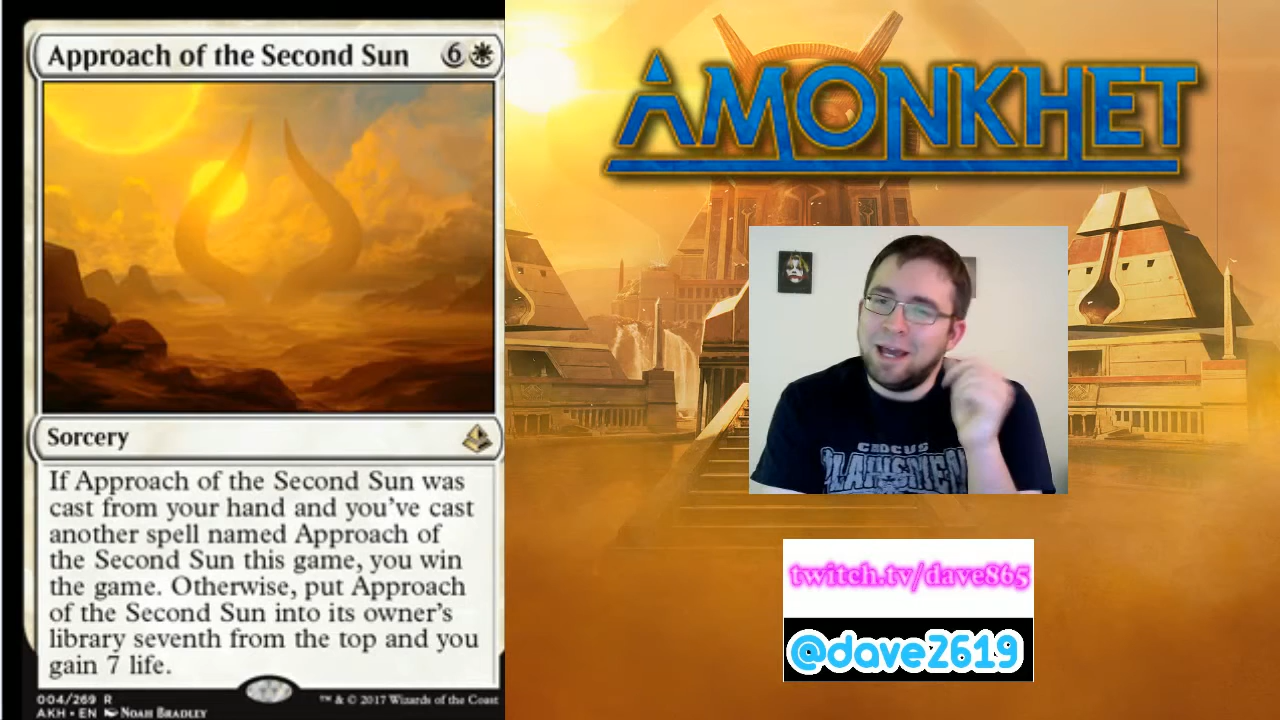 Approach of the Second Sun 6
Sorcery
If Approach of the Second Sun was
cast from your hand and you've cast
another spell named Approach of
the Second Sun this game, you win
the game. Otherwise, put Approach
of the Second Sun into its owner's
library seventh from the top and you
gain 7 life.
004/269 R
AKH • EN NOAH BRADLEY
™ & © 2017 Wizards of the Coast
AMONKHET
CADCUS
PLAINSMEN
twitch.tv/dave865
@dave2619